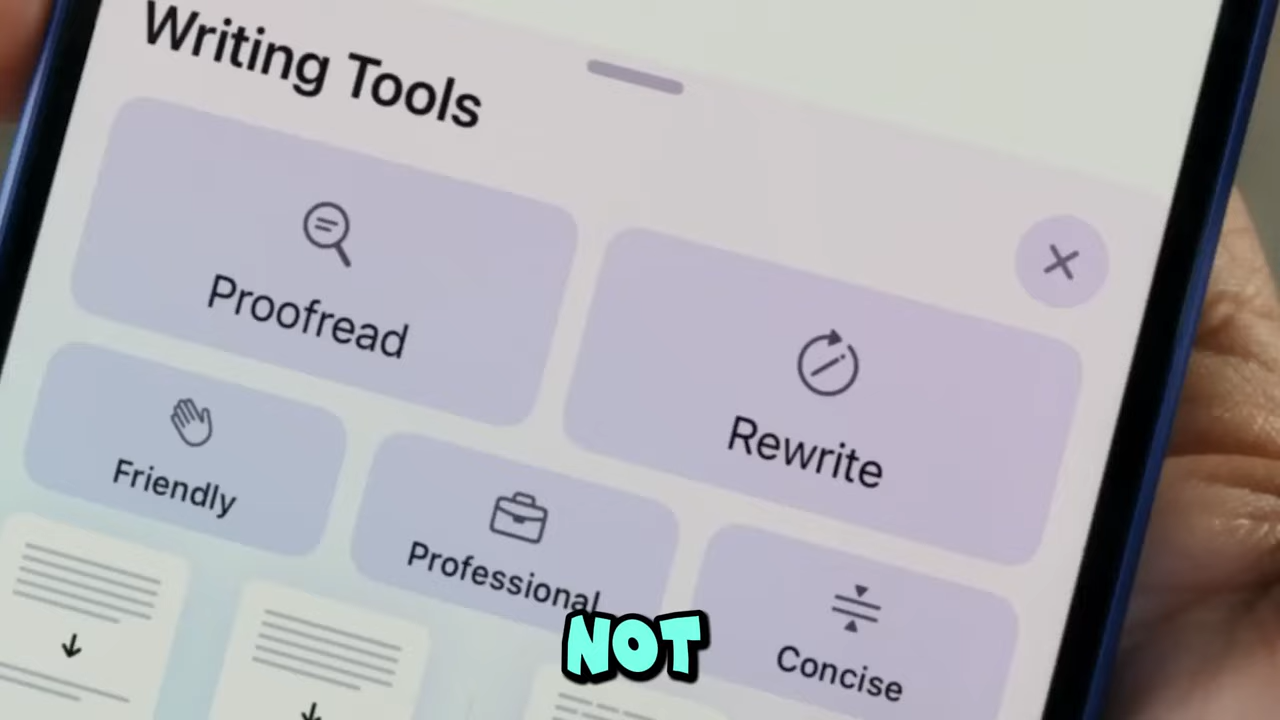 Writing Tools
Proofread
Rewrite
Friendly
Professional
Concise
NOT